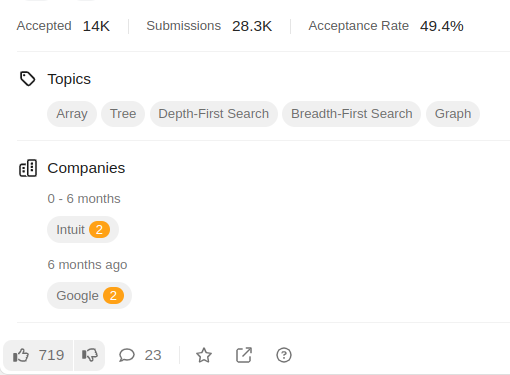 Accepted 14K Submissions 28.3K Acceptance Rate 49.4%
Topics
Array Tree Depth-First Search Breadth-First Search Graph
Companies
0 - 6 months
Intuit 2
6 months ago
Google 2
719 23